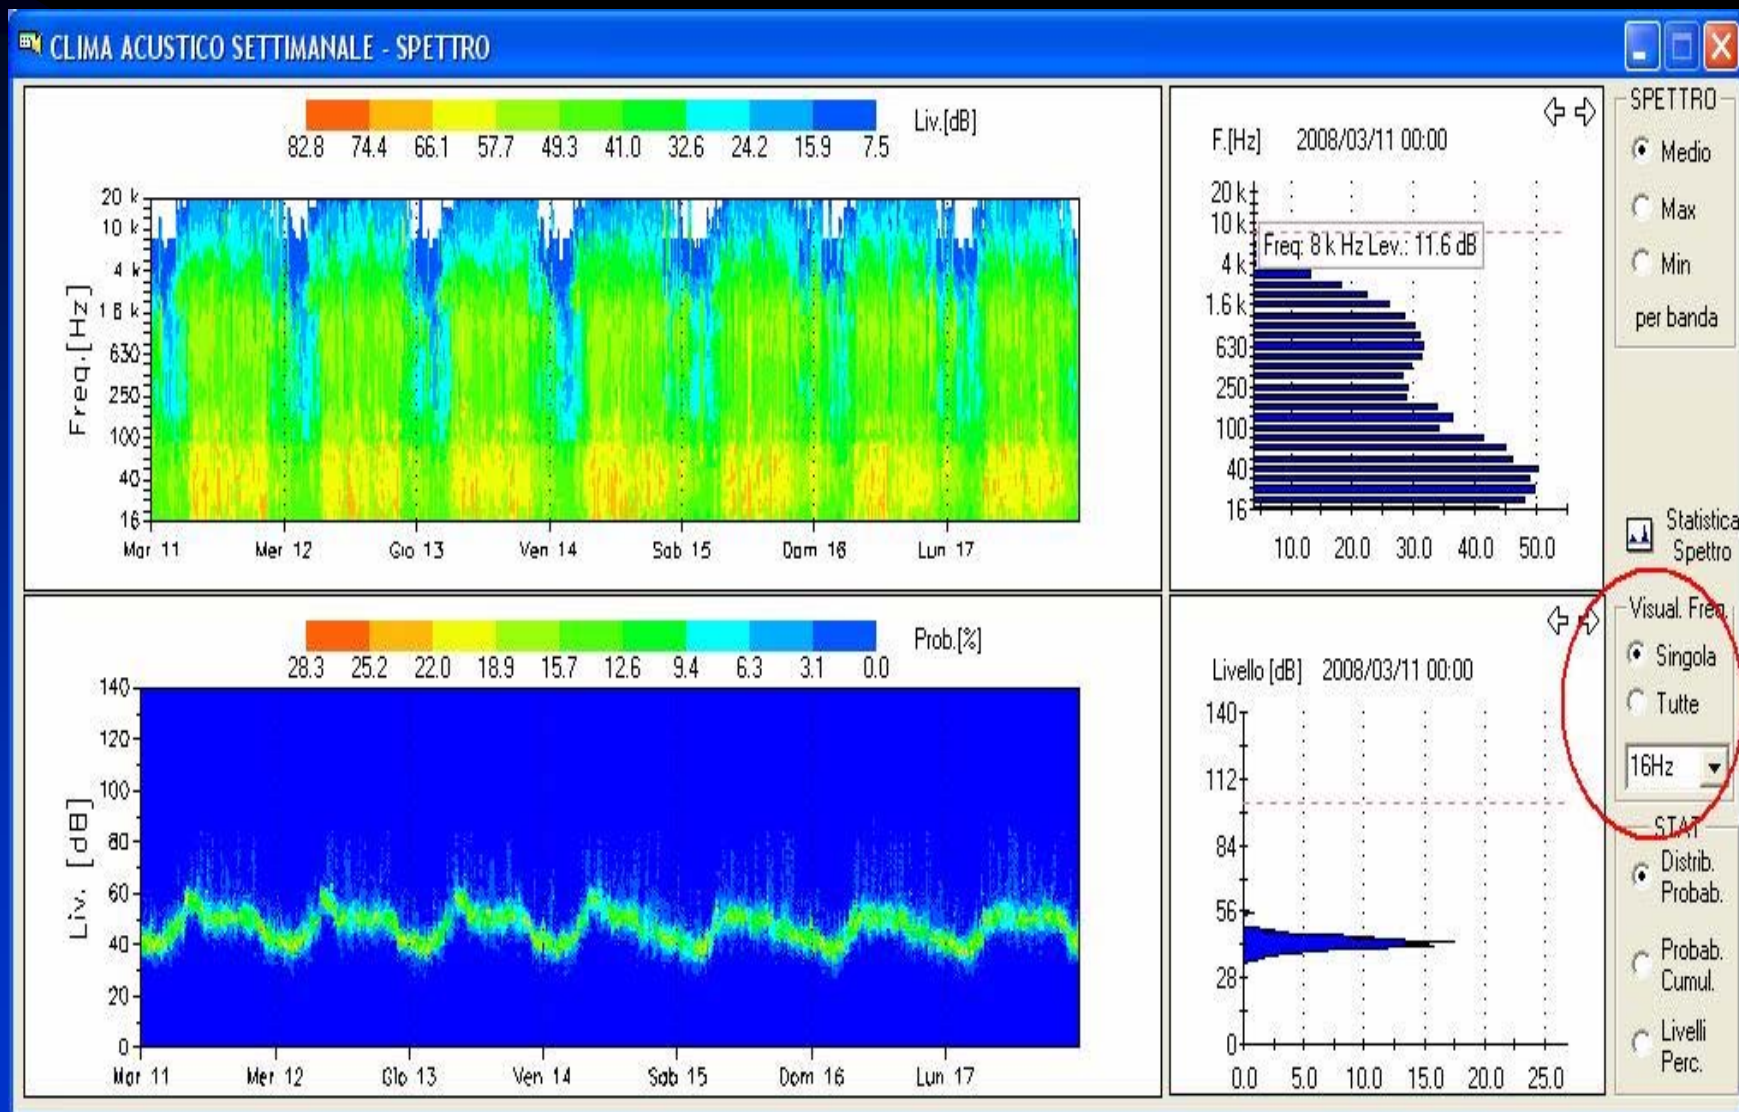 CLIMA ACUSTICO SETTIMANALE - SPETTRO
Liv.[dB]
82.8 74.4 66.1 57.7 49.3 41.0 32.6 24.2 15.9 7.5
Freq.[Hz]
20 k
10 k
4 k
1.6 k
630
250
100
40
16
Mar 11 Mer 12 Gio 13 Ven 14 Sab 15 Dom 16 Lun 17
F.[Hz] 2008/03/11 00:00
20 k
10 k
Freq: 8 k Hz Lev.: 11.6 dB
4 k
1.6 k
630
250
100
40
16
10.0 20.0 30.0 40.0 50.0
SPETTRO
Medio
Max
Min
per banda
Statistica
Spettro
Prob.[%]
28.3 25.2 22.0 18.9 15.7 12.6 9.4 6.3 3.1 0.0
Liv. [dB]
140
120
100
80
60
40
20
0
Mar 11 Mer 12 Gio 13 Ven 14 Sab 15 Dom 16 Lun 17
Livello [dB] 2008/03/11 00:00
140
112
84
56
28
0
0.0 5.0 10.0 15.0 20.0 25.0
Visual. Freq.
Singola
Tutte
16Hz
STAT
Distrib.
Probab.
Probab.
Cumul.
Livelli
Perc.